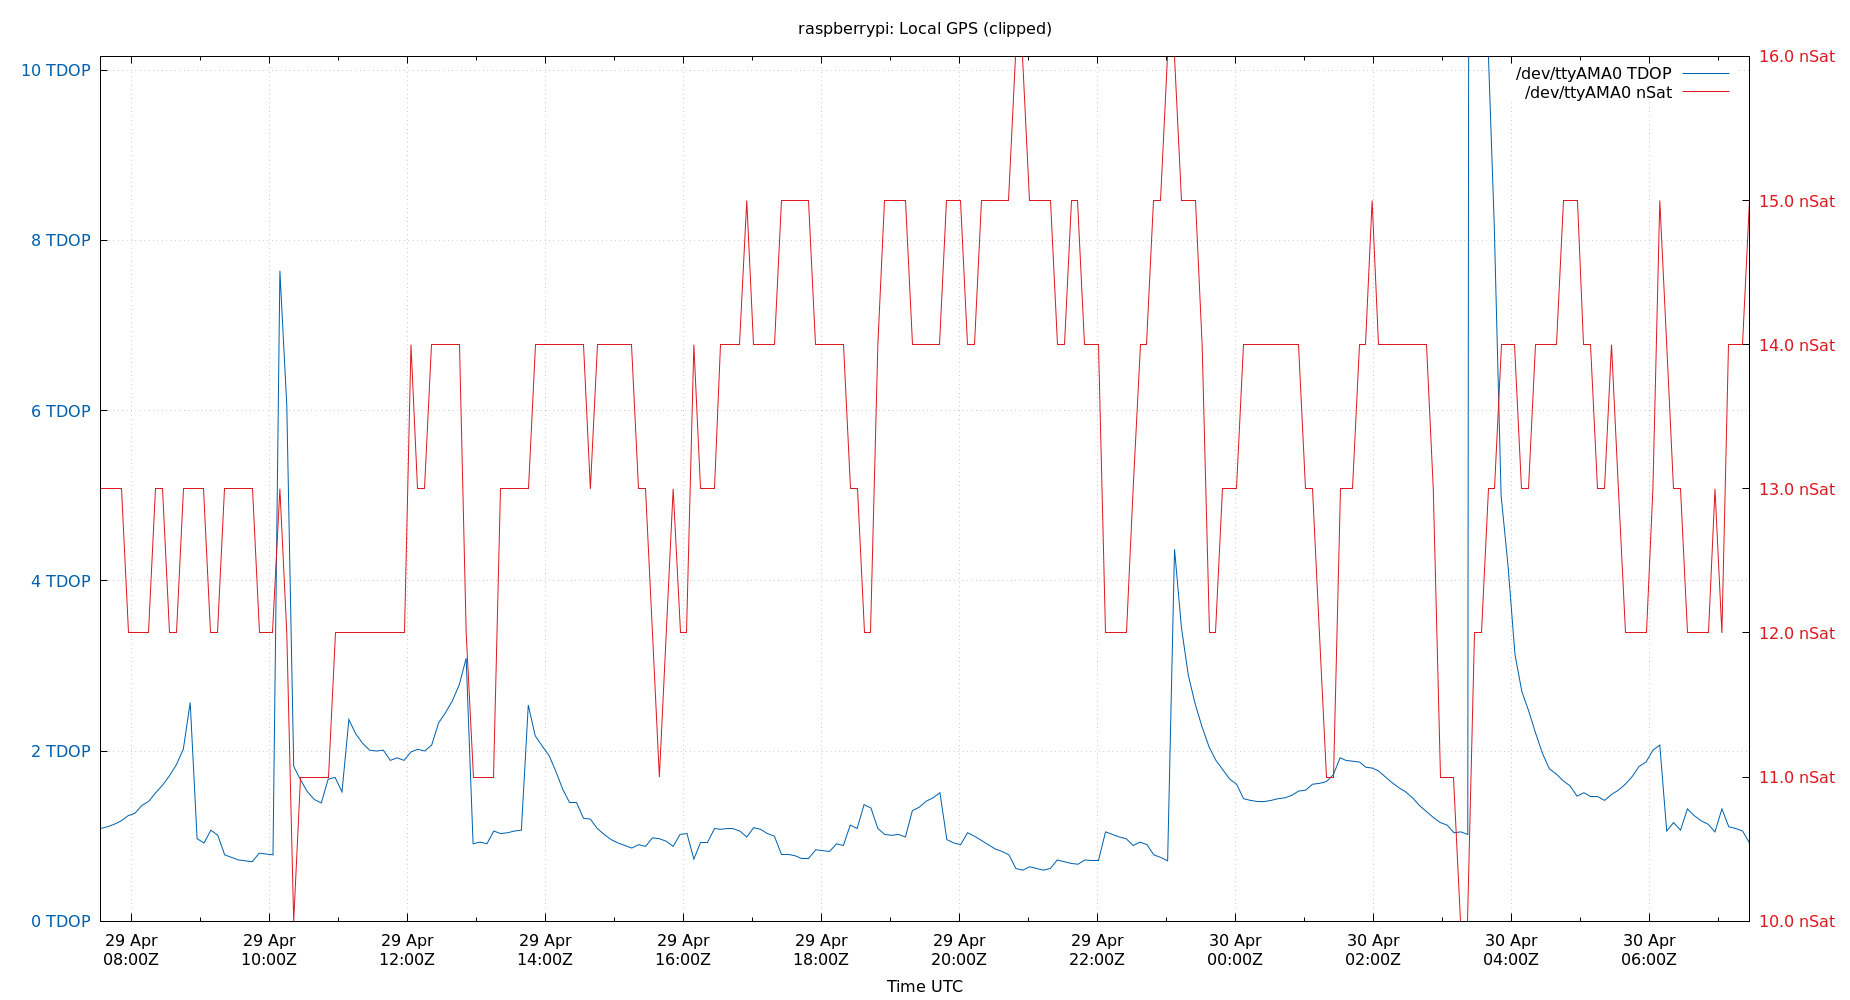 raspberrypi: Local GPS (clipped)
/dev/ttyAMA0 TDOP
/dev/ttyAMA0 nSat
10 TDOP
8 TDOP
6 TDOP
4 TDOP
2 TDOP
0 TDOP
16.0 nSat
15.0 nSat
14.0 nSat
13.0 nSat
12.0 nSat
11.0 nSat
10.0 nSat
29 Apr
08:00Z
29 Apr
10:00Z
29 Apr
12:00Z
29 Apr
14:00Z
29 Apr
16:00Z
29 Apr
18:00Z
29 Apr
20:00Z
29 Apr
22:00Z
30 Apr
00:00Z
30 Apr
02:00Z
30 Apr
04:00Z
30 Apr
06:00Z
Time UTC